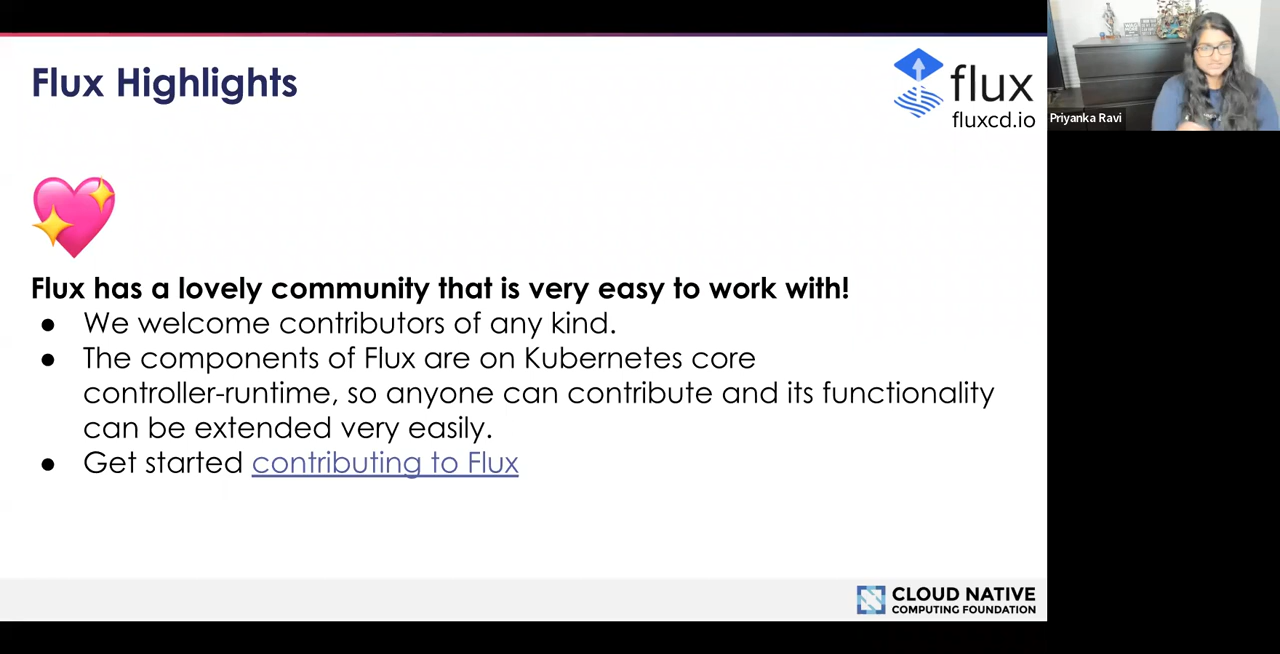 Flux Highlights
flux
fluxcd.io
Priyanka Ravi
Flux has a lovely community that is very easy to work with!
● We welcome contributors of any kind.
● The components of Flux are on Kubernetes core
controller-runtime, so anyone can contribute and its functionality
can be extended very easily.
● Get started contributing to Flux
CLOUD NATIVE
COMPUTING FOUNDATION